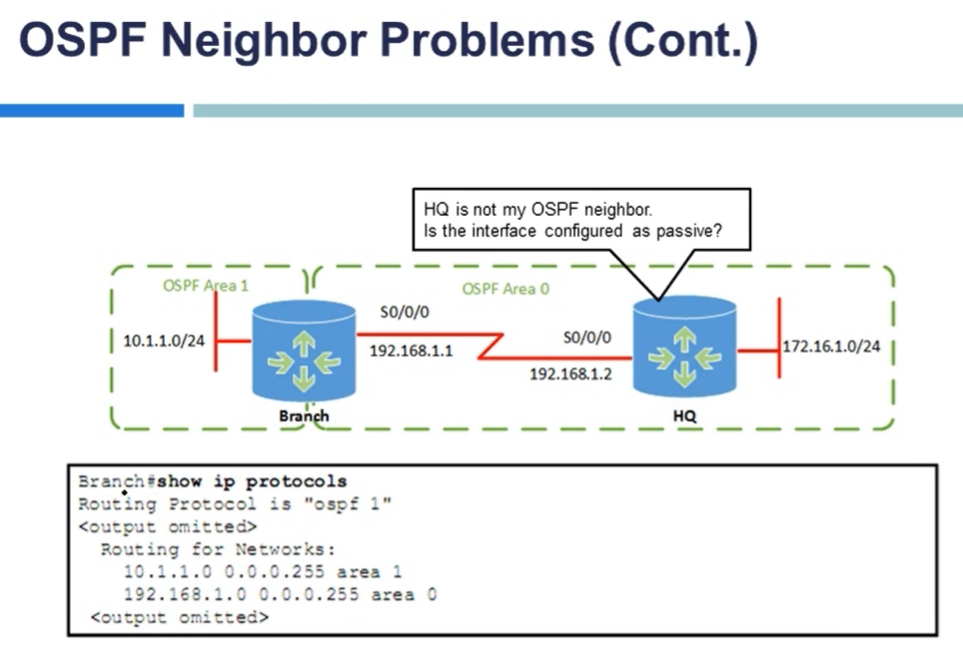 OSPF Neighbor Problems (Cont.)
HQ is not my OSPF neighbor.
Is the interface configured as passive?
OSPF Area 1
OSPF Area 0
S0/0/0
10.1.1.0/24
192.168.1.1
S0/0/0
192.168.1.2
172.16.1.0/24
Branch
HQ
Branch#show ip protocols
Routing Protocol is "ospf 1"
<output omitted>
Routing for Networks:
10.1.1.0 0.0.0.255 area 1
192.168.1.0 0.0.0.255 area 0
<output omitted>